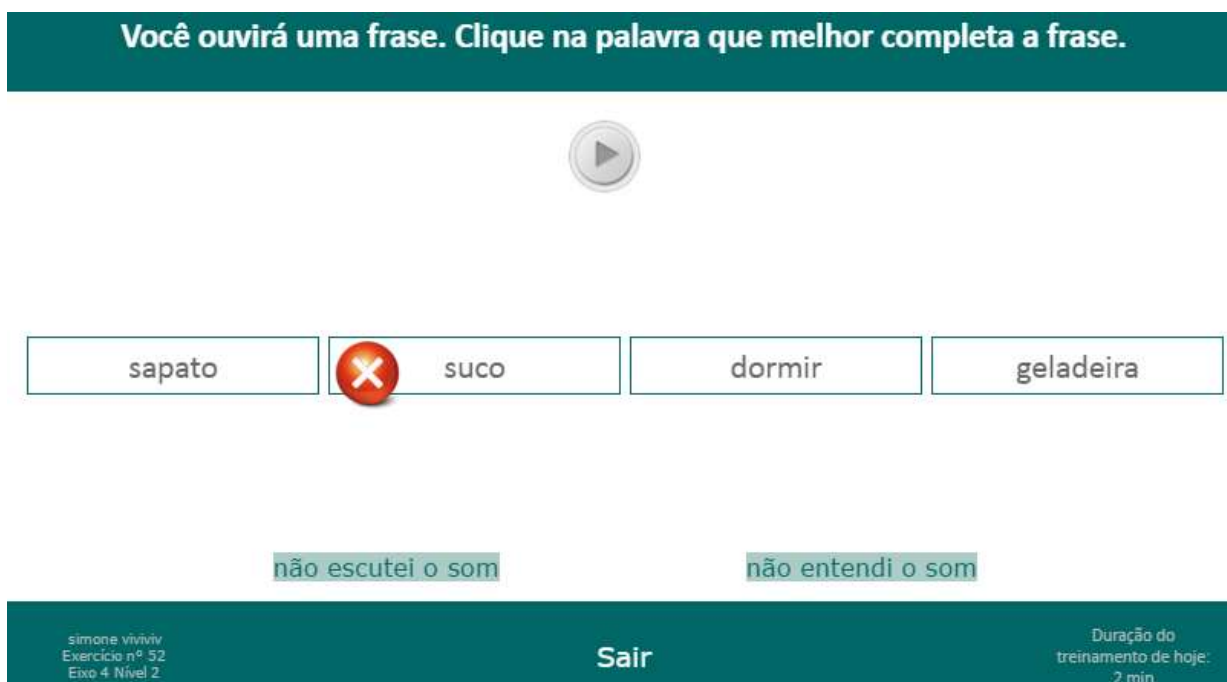 Você ouvirá uma frase. Clique na palavra que melhor completa a frase.
sapato
suco
dormir
geladeira
não escutei o som
não entendi o som
simone viviviv
Exercício nº 52
Eixo 4 Nível 2
Sair
Duração do
treinamento de hoje:
2 min